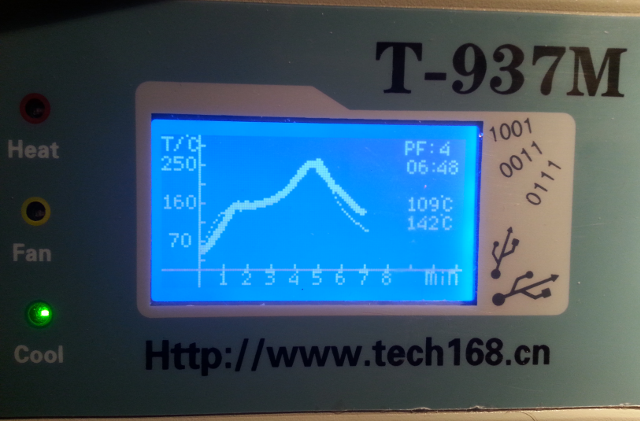 T-937M
Heat
Fan
Cool
T/℃
250
160
70
1 2 3 4 5 6 7 8 min
PF:4
06:48
109℃
142℃
1001
0011
0111
Http://www.tech168.cn